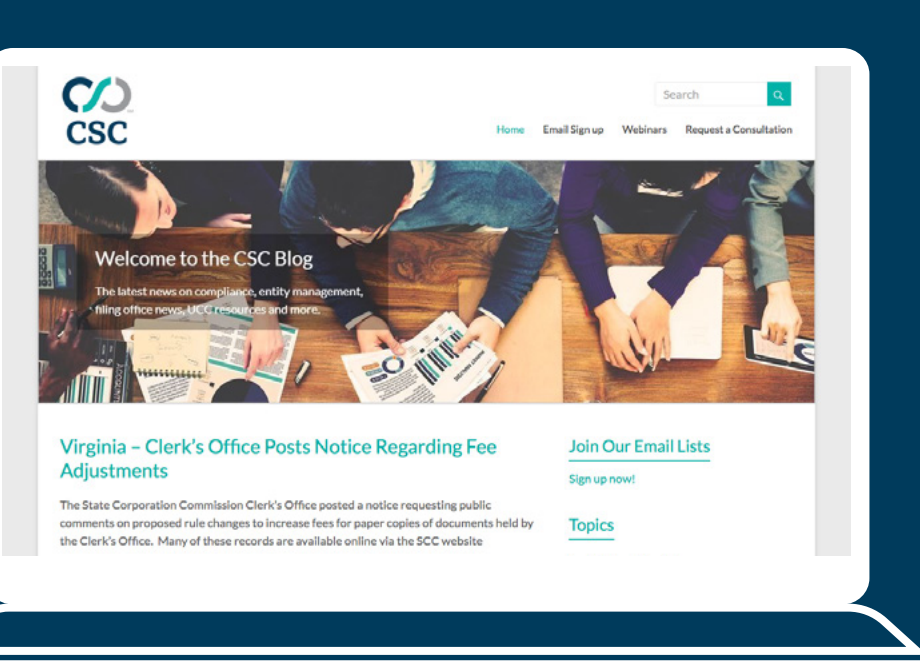 CSC
Search
Home Email Sign up Webinars Request a Consultation
Welcome to the CSC Blog
The latest news on compliance, entity management,
filing office news, UCC resources and more.
Virginia – Clerk's Office Posts Notice Regarding Fee
Adjustments
The State Corporation Commission Clerk's Office posted a notice requesting public
comments on proposed rule changes to increase fees for paper copies of documents held by
the Clerk's Office. Many of these records are available online via the SCC website
Join Our Email Lists
Sign up now!
Topics